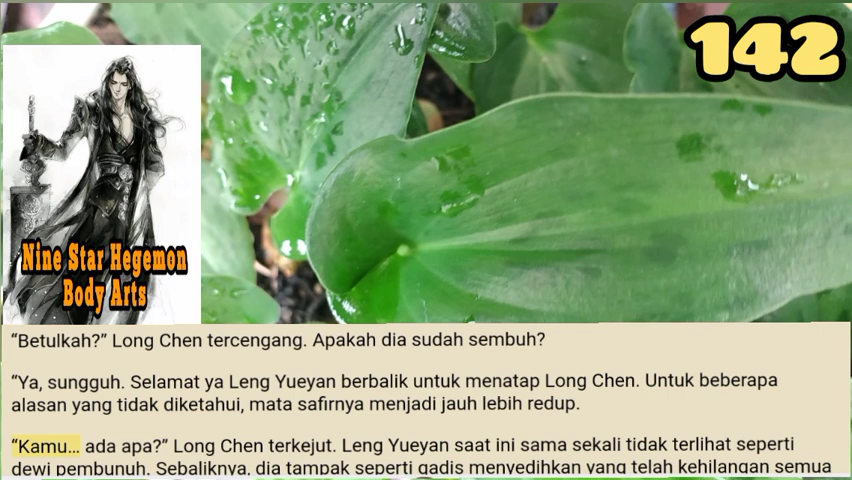 142
Nine Star Hegemon
Body Arts
“Betulkah?” Long Chen tercengang. Apakah dia sudah sembuh?
“Ya, sungguh. Selamat ya Leng Yueyan berbalik untuk menatap Long Chen. Untuk beberapa
alasan yang tidak diketahui, mata safirnya menjadi jauh lebih redup.
“Kamu... ada apa?” Long Chen terkejut. Leng Yueyan saat ini sama sekali tidak terlihat seperti
dewi pembunuh. Sebaliknya, dia tampak seperti gadis menyedihkan yang telah kehilangan semua